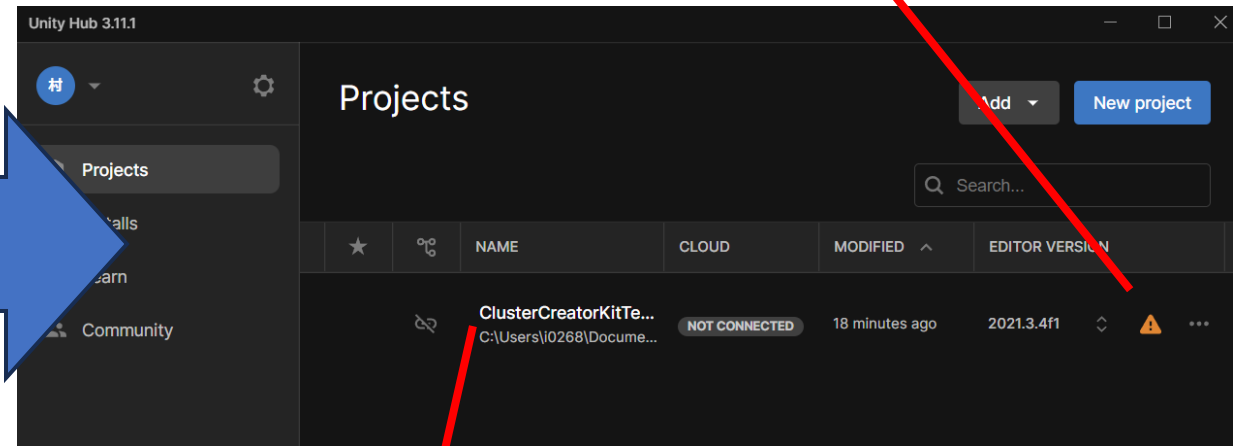 Unity Hub 3.11.1
村
Projects
Add
New project
Projects
Search...
alls
earn
Community
NAME
CLOUD
MODIFIED
EDITOR VERSION
ClusterCreatorKitTe...
C:\Users\i0268\Docume...
NOT CONNECTED
18 minutes ago
2021.3.4f1